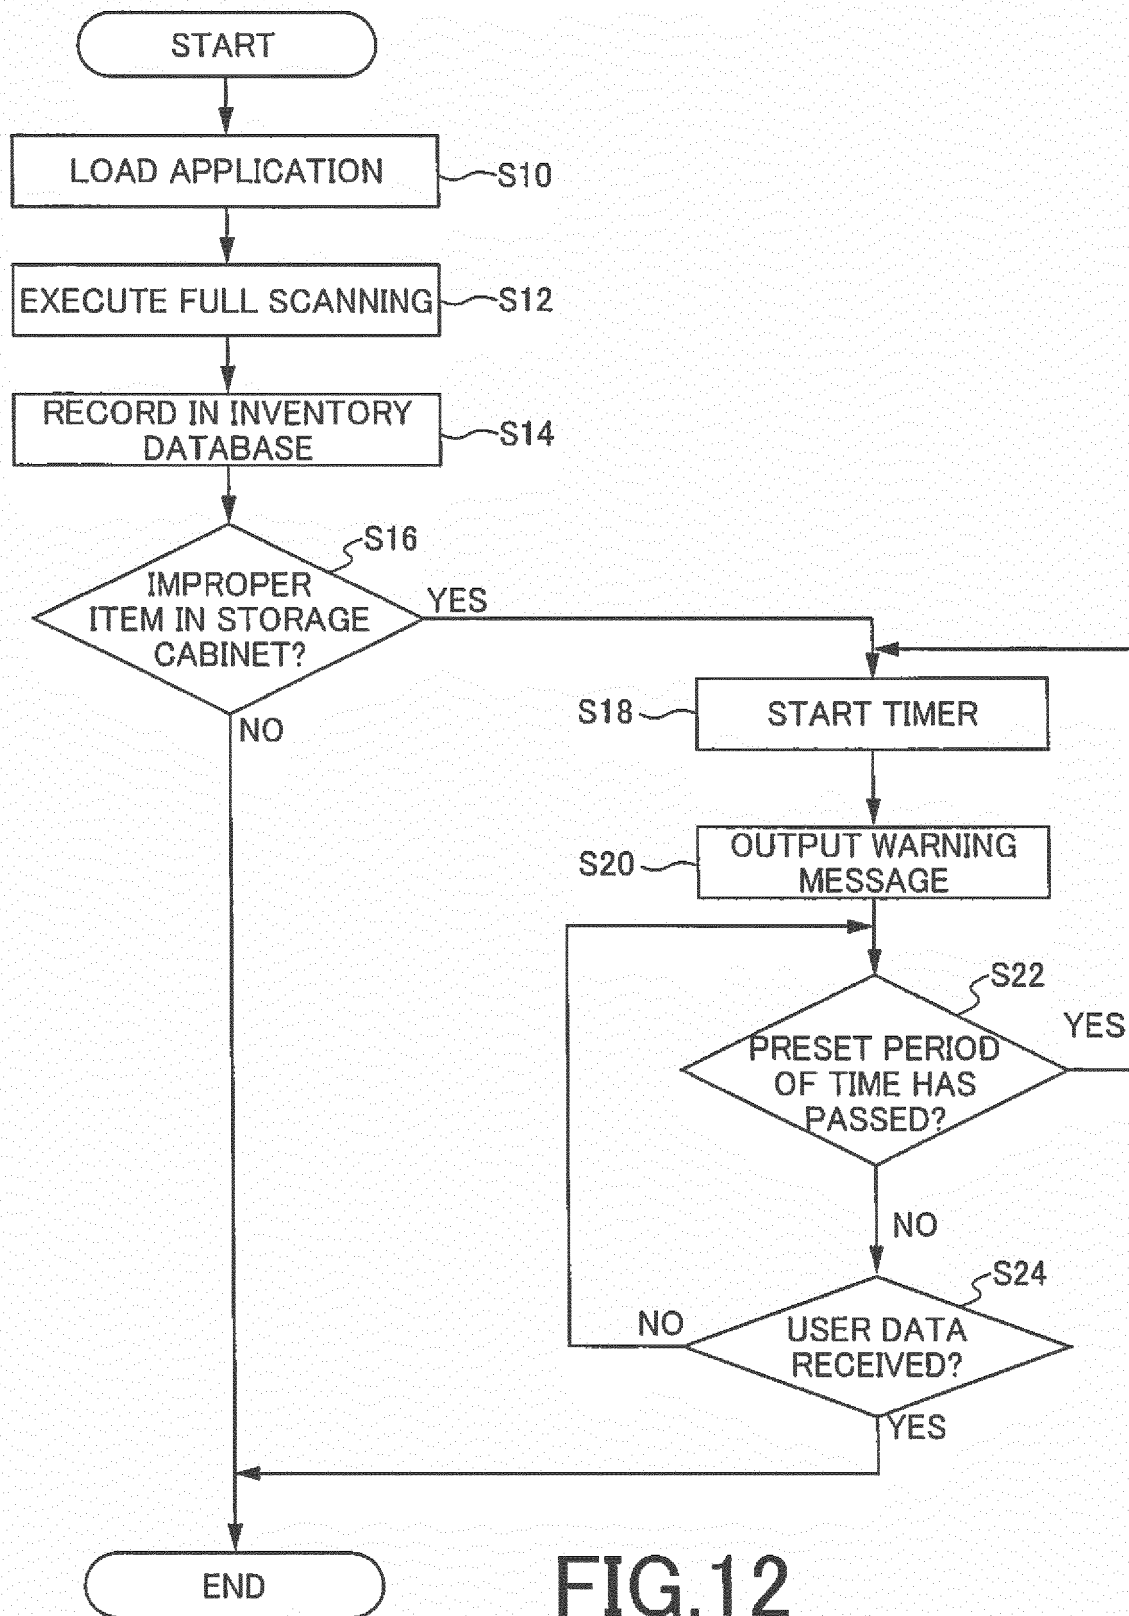 START
LOAD APPLICATION
S10
EXECUTE FULL SCANNING
S12
RECORD IN INVENTORY
DATABASE
S14
S16
IMPROPER
ITEM IN STORAGE
CABINET?
YES
NO
S18
START TIMER
S20
OUTPUT WARNING
MESSAGE
S22
PRESET PERIOD
OF TIME HAS
PASSED?
YES
NO
S24
USER DATA
RECEIVED?
NO
YES
END
FIG.12